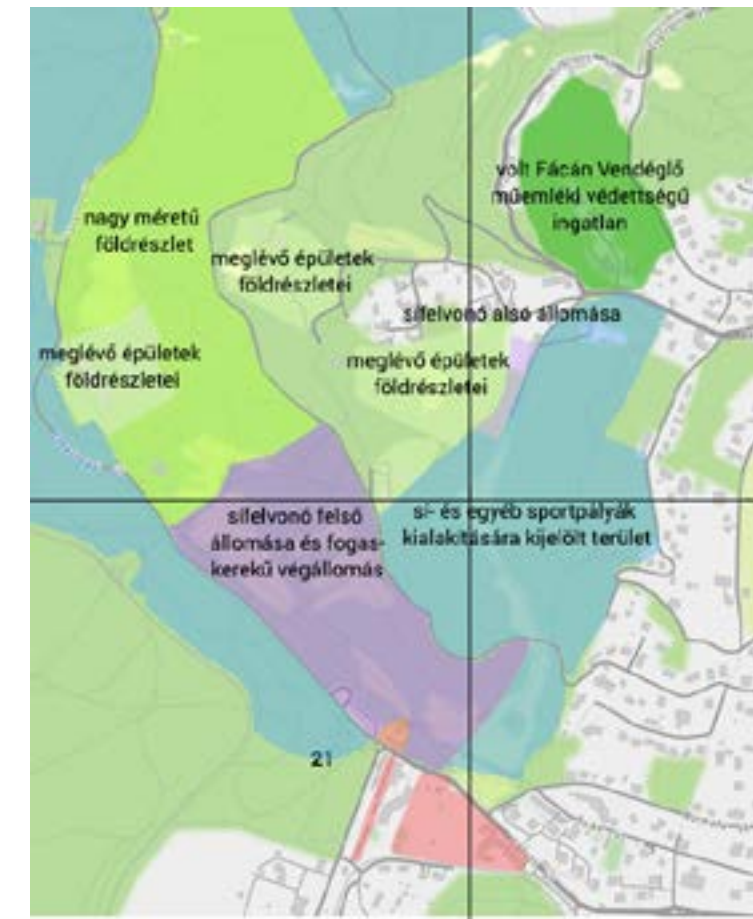 volt Fácán Vendéglő
műemléki védettségű
ingatlan
nagy méretű
földrészlet
meglévő épületek
földrészletei
sífelvonó alsó állomása
meglévő épületek
földrészletei
meglévő épületek
földrészletei
sífelvonó felső
állomása és fogas-
kerekű végállomás
sí- és egyéb sportpályák
kialakítására kijelölt terület
21